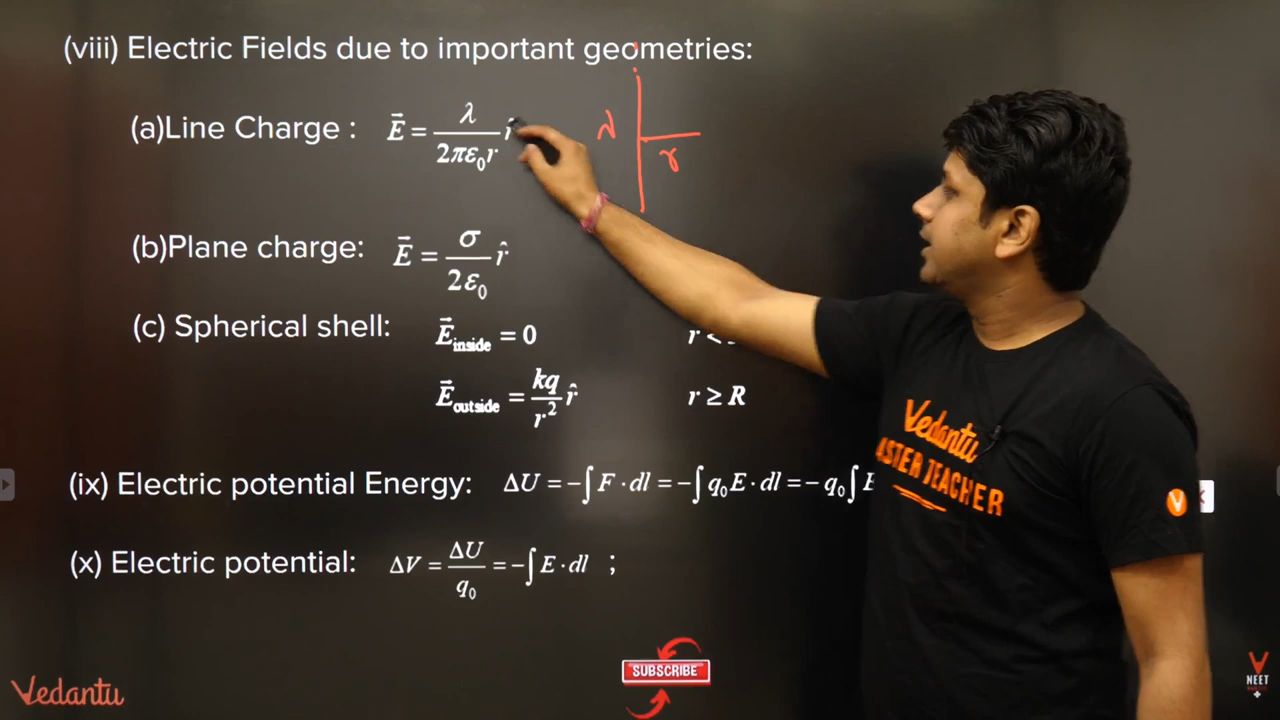 (viii) Electric Fields due to important geometries:
(a)Line Charge : E⃗ = λ / 2πε₀r r̂
λ
r
(b)Plane charge: E⃗ = σ / 2ε₀ r̂
(c) Spherical shell: E⃗inside = 0 r <
E⃗outside = kq / r² r̂ r ≥ R
(ix) Electric potential Energy: ΔU = −∫ F · dl = −∫ q₀E · dl = − q₀∫ E
(x) Electric potential: ΔV = ΔU / q₀ = −∫ E · dl ;
Vedantu
MASTER TEACHER
V
SUBSCRIBE
Vedantu
V
NEET